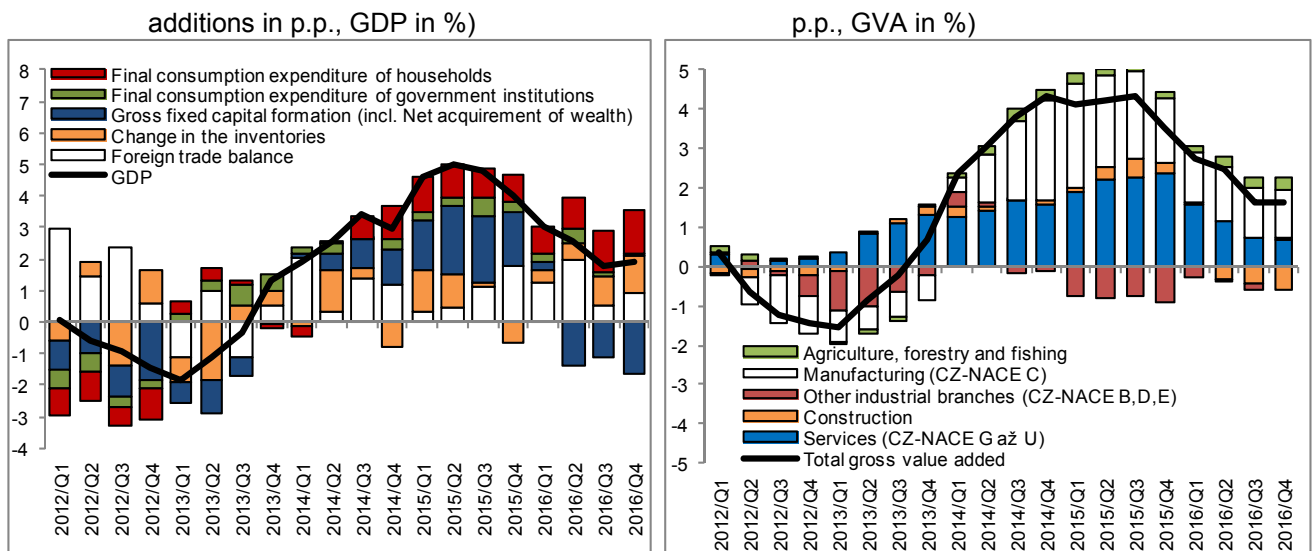 additions in p.p., GDP in %)
8
7
6
5
4
3
2
1
0
-1
-2
-3
-4
Final consumption expenditure of households
Final consumption expenditure of government institutions
Gross fixed capital formation (incl. Net acquirement of wealth)
Change in the inventories
Foreign trade balance
GDP
2012/Q1
2012/Q2
2012/Q3
2012/Q4
2013/Q1
2013/Q2
2013/Q3
2013/Q4
2014/Q1
2014/Q2
2014/Q3
2014/Q4
2015/Q1
2015/Q2
2015/Q3
2015/Q4
2016/Q1
2016/Q2
2016/Q3
2016/Q4
p.p., GVA in %)
5
4
3
2
1
0
-1
-2
-3
-4
-5
Agriculture, forestry and fishing
Manufacturing (CZ-NACE C)
Other industrial branches (CZ-NACE B,D,E)
Construction
Services (CZ-NACE G až U)
Total gross value added
2012/Q1
2012/Q2
2012/Q3
2012/Q4
2013/Q1
2013/Q2
2013/Q3
2013/Q4
2014/Q1
2014/Q2
2014/Q3
2014/Q4
2015/Q1
2015/Q2
2015/Q3
2015/Q4
2016/Q1
2016/Q2
2016/Q3
2016/Q4